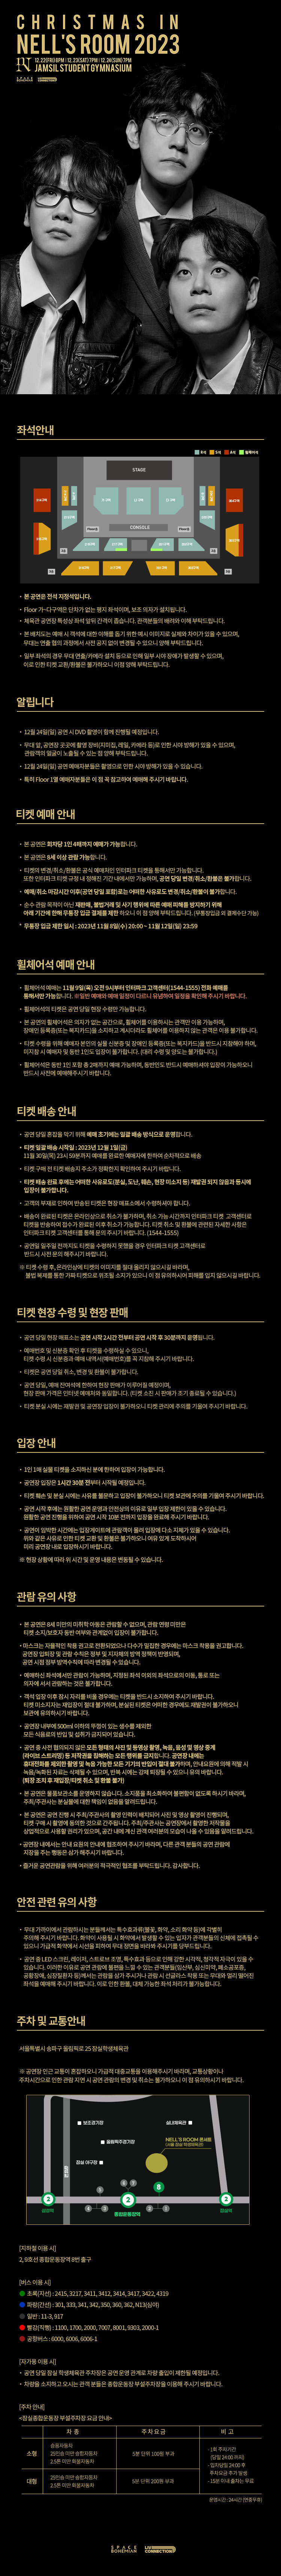 CHRISTMAS IN
NELL'S ROOM 2023
12.22(FRI) 8PM | 12.23(SAT) 7PM | 12.24(SUN) 7PM
JAMSIL STUDENT GYMNASIUM
SPACE BOHEMIAN
좌석안내
R석 S석 A석 휠체어석
STAGE
CONSOLE
• 본 공연은 전석 지정석입니다.
• Floor 가~다구역은 단차가 없는 평지 좌석이며, 보조 의자가 설치됩니다.
• 체육관 공연장 특성상 좌석 앞뒤 간격이 좁습니다. 관객분들의 배려와 이해 부탁드립니다.
• 본 배치도는 예매 시 객석에 대한 이해를 돕기 위한 예시 이미지로 실제와 차이가 있을 수 있으며,
무대는 연출 협의 과정에서 사전 공지 없이 변경될 수 있으니 양해 부탁드립니다.
• 일부 좌석의 경우 무대 연출/카메라 설치 등으로 인해 일부 시야 장애가 발생할 수 있으며,
이로 인한 티켓 교환/환불은 불가하오니 이점 양해 부탁드립니다.
알립니다
• 12월 24일(일) 공연 시 DVD 촬영이 함께 진행될 예정입니다.
• 무대 앞, 공연장 곳곳에 촬영 장비(지미집, 레일, 카메라 등)로 인한 시야 방해가 있을 수 있으며,
관람객의 얼굴이 노출될 수 있는 점 양해 부탁드립니다.
• 12월 24일(일) 공연 예매자분들은 촬영으로 인한 시야 방해가 있을 수 있습니다.
• 특히 Floor 1열 예매자분들은 이 점 꼭 참고하여 예매해 주시기 바랍니다.
티켓 예매 안내
• 본 공연은 회차당 1인 4매까지 예매가 가능합니다.
• 본 공연은 8세 이상 관람 가능합니다.
• 티켓의 변경/취소/환불은 공식 예매처인 인터파크 티켓을 통해서만 가능합니다.
또한 인터파크 티켓 규정 내 정해진 기간 내에서만 가능하며, 공연 당일 변경/취소/환불은 불가합니다.
• 예매/취소 마감시간 이후(공연 당일 포함)로는 어떠한 사유로도 변경/취소/환불이 불가합니다.
• 순수 관람 목적이 아닌 재판매, 불법거래 및 사기 행위에 따른 예매 피해를 방지하기 위해
아래 기간에 한해 무통장 입금 결제를 제한 하오니 이 점 양해 부탁드립니다. (무통장입금 외 결제수단 가능)
• 무통장 입금 제한 일시 : 2023년 11월 8일(수) 20:00 ~ 11월 12일(일) 23:59
휠체어석 예매 안내
• 휠체어석 예매는 11월 9일(목) 오전 9시부터 인터파크 고객센터(1544-1555) 전화 예매를
통해서만 가능합니다. ※일반 예매와 예매 일정이 다르니 유념하여 일정을 확인해 주시기 바랍니다.
• 휠체어석의 티켓은 공연 당일 현장 수령만 가능합니다.
• 본 공연의 휠체어석은 의자가 없는 공간으로, 휠체어를 이용하시는 관객만 이용 가능하며,
장애인 등록증(또는 복지카드)을 소지하고 계시더라도 휠체어를 이용하지 않는 관객은 이용 불가합니다.
• 티켓 수령을 위해 예매자 본인의 실물 신분증 및 장애인 등록증(또는 복지카드)을 반드시 지참해야 하며,
미지참 시 예매자 및 동반 1인도 입장이 불가합니다. (대리 수령 및 양도는 불가합니다.)
• 휠체어석은 동반 1인 포함 총 2매까지 예매 가능하며, 동반인도 반드시 예매하셔야 입장이 가능하오니
반드시 사전에 예매해주시기 바랍니다.
티켓 배송 안내
• 공연 당일 혼잡을 막기 위해 예매 초기에는 일괄 배송 방식으로 운영합니다.
• 티켓 일괄 배송 시작일 : 2023년 12월 1일(금)
11월 30일(목) 23시 59분까지 예매를 완료한 예매자에 한하여 순차적으로 배송
• 티켓 구매 전 티켓 배송지 주소가 정확한지 확인하여 주시기 바랍니다.
• 티켓 배송 완료 후에는 어떠한 사유로도(분실, 도난, 훼손, 현장 미소지 등) 재발권 되지 않음과 동시에
입장이 불가합니다.
• 고객의 부재로 인하여 반송된 티켓은 현장 매표소에서 수령하셔야 합니다.
• 배송이 완료된 티켓은 온라인상으로 취소가 불가하며, 취소 가능 시간까지 인터파크 티켓 고객센터로
티켓을 반송하여 접수가 완료된 이후 취소가 가능합니다. 티켓 취소 및 환불에 관련된 자세한 사항은
인터파크 티켓 고객센터를 통해 문의 주시기 바랍니다. (1544-1555)
• 공연일 일주일 전까지도 티켓을 수령하지 못했을 경우 인터파크 티켓 고객센터로
반드시 사전 문의 해주시기 바랍니다.
※ 티켓 수령 후, 온라인상에 티켓의 이미지를 절대 올리지 않으시길 바라며,
불법 복제를 통한 가짜 티켓으로 위조될 소지가 있으니 이 점 유의하시어 피해를 입지 않으시길 바랍니다.
티켓 현장 수령 및 현장 판매
• 공연 당일 현장 매표소는 공연 시작 2시간 전부터 공연 시작 후 30분까지 운영됩니다.
• 예매번호 및 신분증 확인 후 티켓을 수령하실 수 있으니,
티켓 수령 시 신분증과 예매 내역서(예매번호)를 꼭 지참해 주시기 바랍니다.
• 티켓은 공연 당일 취소, 변경 및 환불이 불가합니다.
• 공연 당일, 예매 잔여석에 한하여 현장 판매가 이루어질 예정이며,
현장 판매 가격은 인터넷 예매처와 동일합니다. (티켓 소진 시 판매가 조기 종료될 수 있습니다.)
• 티켓 분실 시에는 재발권 및 공연장 입장이 불가하오니 티켓 관리에 주의를 기울여 주시기 바랍니다.
입장 안내
• 1인 1매 실물 티켓을 소지하신 분에 한하여 입장이 가능합니다.
• 공연장 입장은 1시간 30분 전부터 시작될 예정입니다.
• 티켓 훼손 및 분실 시에는 사유를 불문하고 입장이 불가하오니 티켓 보관에 주의를 기울여 주시기 바랍니다.
• 공연 시작 후에는 원활한 공연 운영과 안전상의 이유로 일부 입장 제한이 있을 수 있습니다.
원활한 공연 진행을 위하여 공연 시작 10분 전까지 입장을 완료해 주시기 바랍니다.
• 공연이 임박한 시간에는 입장게이트에 관람객이 몰려 입장에 다소 지체가 있을 수 있습니다.
위와 같은 사유로 인한 티켓 교환 및 환불은 불가하오니 여유 있게 도착하시어
미리 공연장 내로 입장하시기 바랍니다.
※ 현장 상황에 따라 위 시간 및 운영 내용은 변동될 수 있습니다.
관람 유의 사항
• 본 공연은 8세 미만의 미취학 아동은 관람할 수 없으며, 관람 연령 미만은
티켓 소지/보호자 동반 여부와 관계없이 입장이 불가합니다.
• 마스크는 자율적인 착용 권고로 전환되었으나 다수가 밀접한 경우에는 마스크 착용을 권고합니다.
공연장 입퇴장 및 관람 수칙은 정부 및 지자체의 방역 정책이 반영되며,
공연 시점 정부 방역수칙에 따라 변경될 수 있습니다.
• 예매하신 좌석에서만 관람이 가능하며, 지정된 좌석 이외의 좌석으로의 이동, 통로 또는
의자에 서서 관람하는 것은 불가합니다.
• 객석 입장 이후 잠시 자리를 비울 경우에는 티켓을 반드시 소지하여 주시기 바랍니다.
티켓 미소지자는 재입장이 절대 불가하며, 분실된 티켓은 어떠한 경우에도 재발권이 불가하오니
보관에 유의하시기 바랍니다.
• 공연장 내부에 500ml 이하의 뚜껑이 있는 생수를 제외한
모든 식음료의 반입 및 섭취가 금지되어 있습니다.
• 공연 중 사전 협의되지 않은 모든 형태의 사진 및 동영상 촬영, 녹음, 음성 및 영상 중계
(라이브 스트리밍) 등 저작권을 침해하는 모든 행위를 금지합니다. 공연장 내에는
휴대전화를 제외한 촬영 및 녹음 가능한 모든 기기의 반입이 절대 불가하며, 안내요원에 의해 적발 시
녹음/녹화된 자료는 삭제될 수 있으며, 반복 시에는 강제 퇴장될 수 있으니 유의 바랍니다.
(퇴장 조치 후 재입장/티켓 취소 및 환불 불가)
• 본 공연은 물품보관소를 운영하지 않습니다. 소지품을 최소화하여 불편함이 없도록 하시기 바라며,
주최/주관사는 분실물에 대한 책임이 없음을 알려드립니다.
• 본 공연은 공연 진행 시 주최/주관사의 촬영 인력이 배치되어 사진 및 영상 촬영이 진행되며,
티켓 구매 시 촬영에 동의한 것으로 간주됩니다. 주최/주관사는 공연장에서 촬영한 저작물을
상업적으로 사용할 권리가 있으며, 공간 내에 계신 관객 여러분의 모습이 나올 수 있음을 알려드립니다.
• 공연장 내에서는 안내 요원의 안내에 협조하여 주시기 바라며, 다른 관객 분들의 공연 관람에
지장을 주는 행동은 삼가 해주시기 바랍니다.
• 즐거운 공연관람을 위해 여러분의 적극적인 협조를 부탁드립니다. 감사합니다.
안전 관련 유의 사항
• 무대 가까이에서 관람하시는 분들께서는 특수효과류(불꽃, 화약, 소리 화약 등)에 각별히
주의해 주시기 바랍니다. 화약이 사용될 시 화약에서 발생할 수 있는 입자가 관객분들의 신체에 접촉될 수
있으니 가급적 화약에서 시선을 피하여 무대 정면을 바라봐 주시기를 당부드립니다.
• 공연 중 LED 스크린, 레이저, 스트로브 조명, 특수효과 등으로 인해 강한 시각적, 청각적 자극이 있을 수
있습니다. 이러한 이유로 공연 관람에 불편을 느낄 수 있는 관객분들(임산부, 심신미약, 폐소공포증,
공황장애, 심장질환자 등)께서는 관람을 삼가 주시거나 관람 시 선글라스 착용 또는 무대와 멀리 떨어진
좌석을 예매해 주시기 바랍니다. 이로 인한 환불, 대체 가능한 좌석 처리가 불가능합니다.
주차 및 교통안내
서울특별시 송파구 올림픽로 25 잠실학생체육관
※ 공연장 인근 교통이 혼잡하오니 가급적 대중교통을 이용해주시기 바라며, 교통상황이나
주차시간으로 인한 관람 지연 시 공연 관람의 변경 및 취소는 불가하오니 이 점 유의하시기 바랍니다.
보조경기장
실내체육관
올림픽주경기장
NELL'S ROOM 콘서트
(서울 잠실 학생체육관)
잠실 야구장
2 삼성역
2 종합운동장역
8
2 잠실역
[지하철 이용 시]
2, 9호선 종합운동장역 8번 출구
[버스 이용 시]
초록(지선) : 2415, 3217, 3411, 3412, 3414, 3417, 3422, 4319
파랑(간선) : 301, 333, 341, 342, 350, 360, 362, N13(심야)
일반 : 11-3, 917
빨강(직행) : 1100, 1700, 2000, 7007, 8001, 9303, 2000-1
공항버스 : 6000, 6006, 6006-1
[자가용 이용 시]
• 공연 당일 잠실 학생체육관 주차장은 공연 운영 관계로 차량 출입이 제한될 예정입니다.
• 차량을 소지하고 오시는 관객 분들은 종합운동장 부설주차장을 이용해 주시기 바랍니다.
[주차 안내]
<잠실종합운동장 부설주차장 요금 안내>
차 종 주차요금 비 고
소형 승용자동차
25인승 미만 승합자동차
2.5톤 미만 화물자동차
5분 단위 100원 부과
대형 25인승 이상 승합자동차
2.5톤 이상 화물자동차
5분 단위 200원 부과
- 1회 주차기간
(당일 24:00 까지)
- 입차당일 24:00 후
주차요금 추가 발생
- 15분 이내 출차는 무료
운영시간 : 24시간 (연중무휴)
SPACE BOHEMIAN LIVE CONNECTION